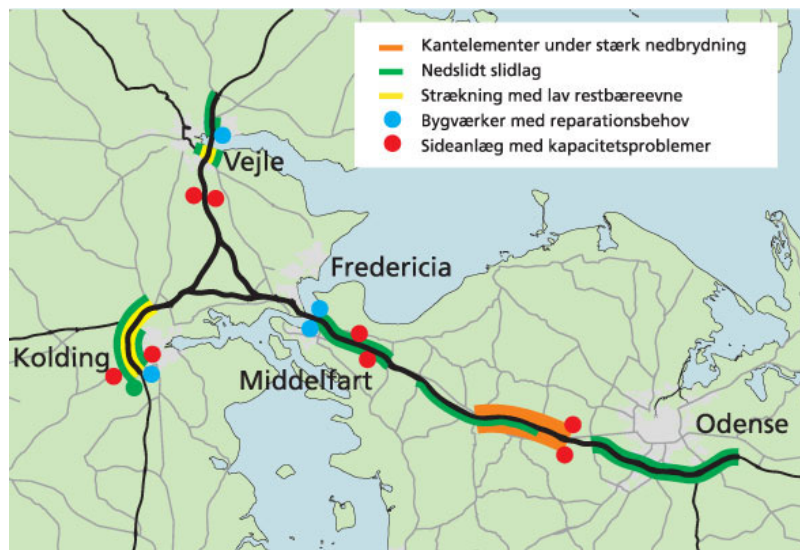 Kantelementer under stærk nedbrydning
Nedslidt slidlag
Strækning med lav restbæreevne
Bygværker med reparationsbehov
Sideanlæg med kapacitetsproblemer
Vejle
Fredericia
Kolding
Middelfart
Odense